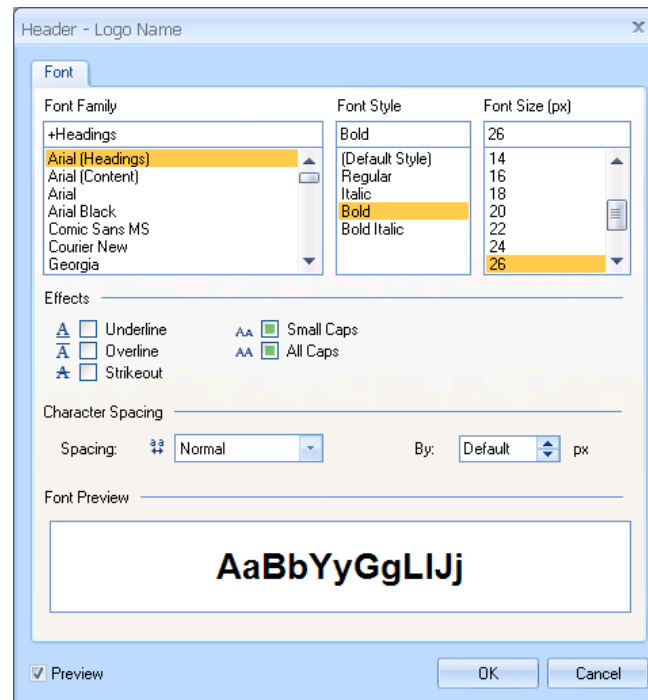 Header - Logo Name
Font
Font Family
Font Style
Font Size (px)
+Headings
Bold
26
Arial (Headings)
Arial (Content)
Arial
Arial Black
Comic Sans MS
Courier New
Georgia
(Default Style)
Regular
Italic
Bold
Bold Italic
14
16
18
20
22
24
26
Effects
A Underline
A Overline
A Strikeout
AA Small Caps
AA All Caps
Character Spacing
Spacing: aa Normal By: Default px
Font Preview
AaBbYyGgLlJj
Preview
OK
Cancel